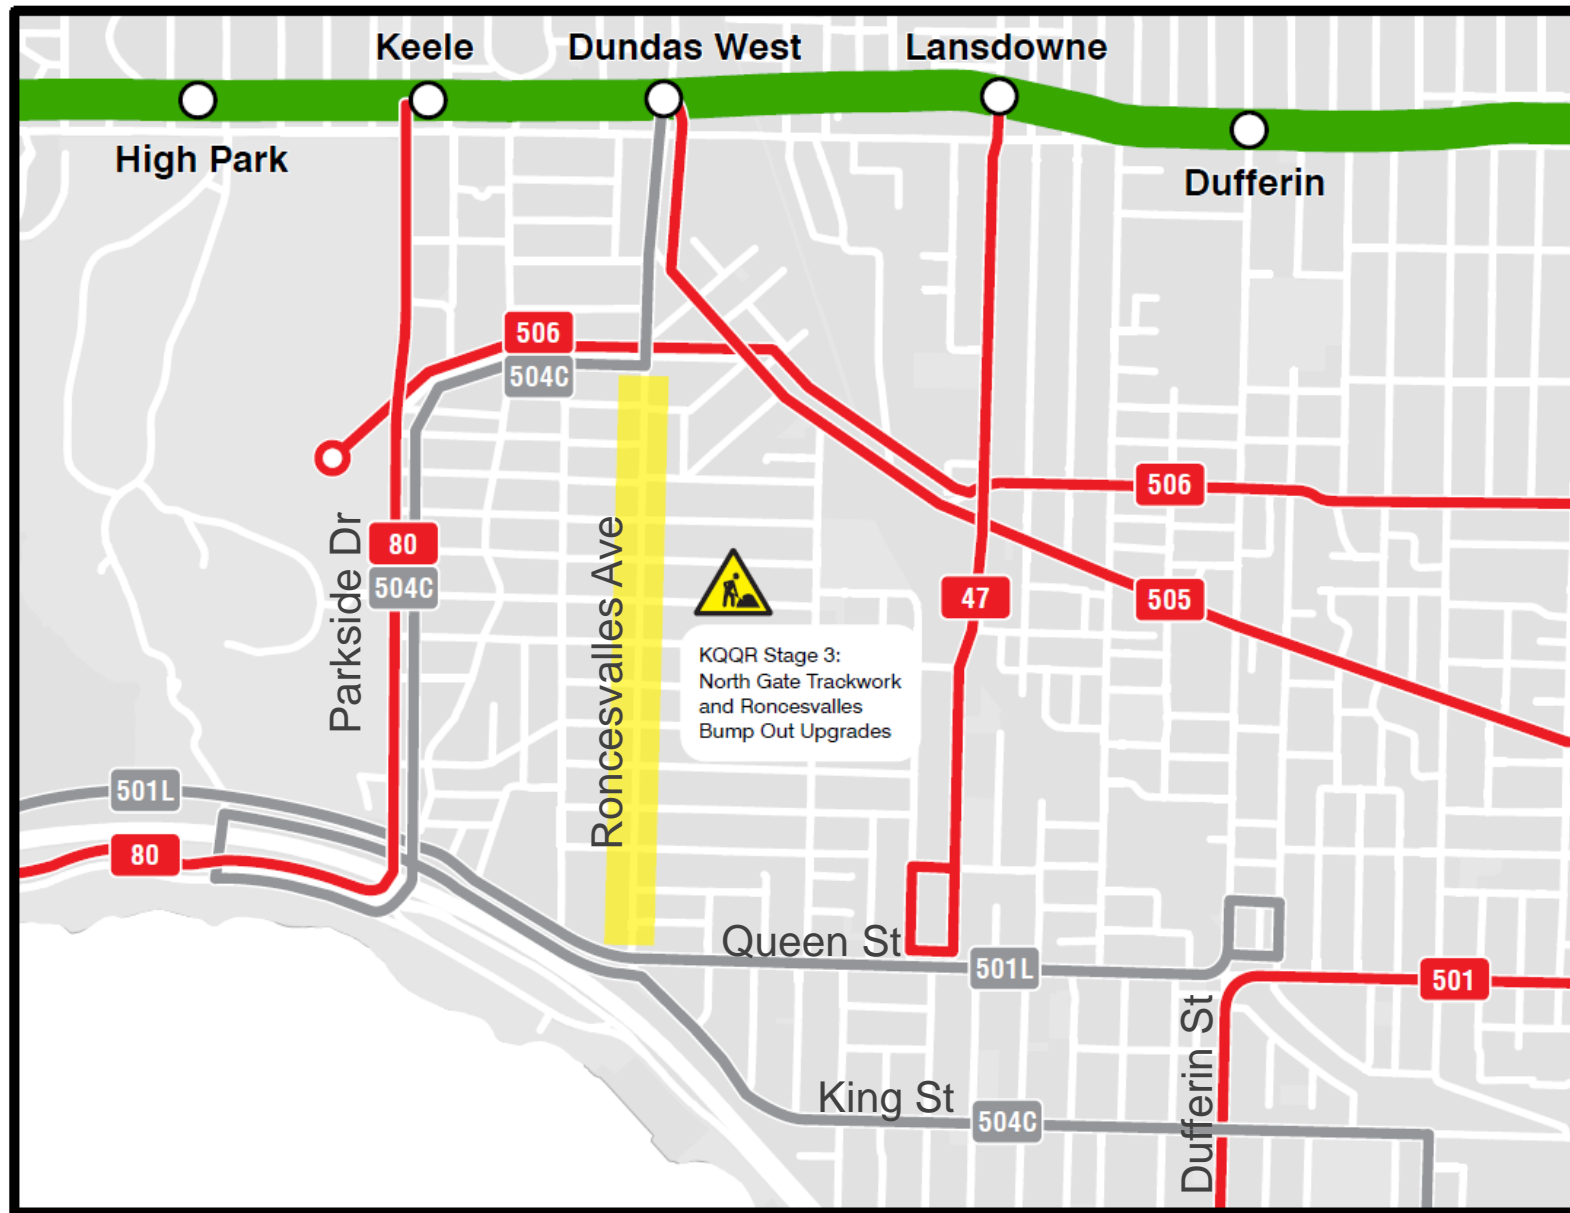 Keele
Dundas West
Lansdowne
High Park
Dufferin
506
504C
506
Parkside Dr
80
504C
Roncesvalles Ave
47
505
KQQR Stage 3:
North Gate Trackwork
and Roncesvalles
Bump Out Upgrades
501L
80
Queen St
501L
501
Dufferin St
King St
504C